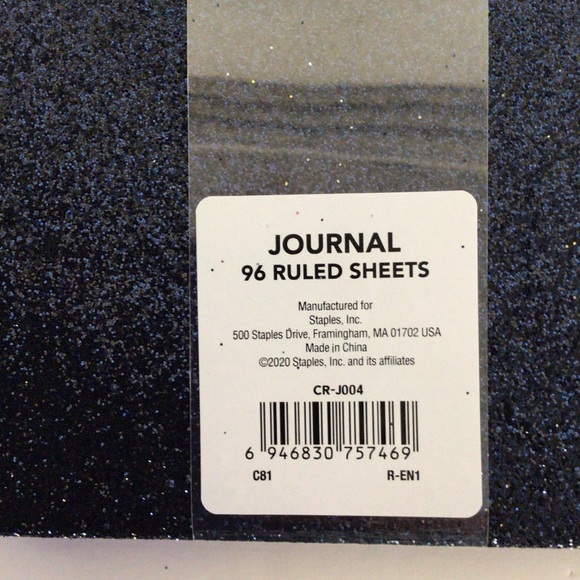 JOURNAL
96 RULED SHEETS
Manufactured for
Staples, Inc.
500 Staples Drive, Framingham, MA 01702 USA
Made in China
©2020 Staples, Inc. and its affiliates
CR-J004
6 946830 757469
C81 R-EN1